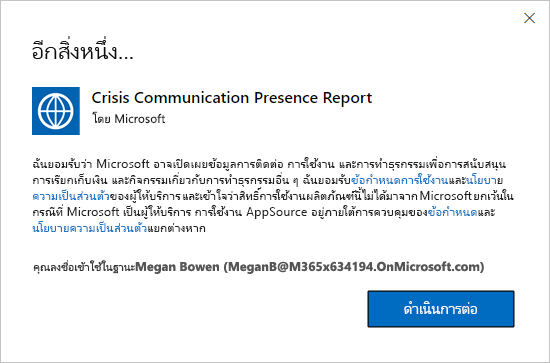 อีกสิ่งหนึ่ง...
Crisis Communication Presence Report
โดย Microsoft
ฉันยอมรับว่า Microsoft อาจเปิดเผยข้อมูลการติดต่อ การใช้งาน และการทำธุรกรรมเพื่อการสนับสนุน
การเรียกเก็บเงิน และกิจกรรมเกี่ยวกับการทำธุรกรรมอื่น ๆ ฉันยอมรับข้อกำหนดการใช้งานและนโยบาย
ความเป็นส่วนตัวของผู้ให้บริการและเข้าใจว่าสิทธิ์การใช้งานผลิตภัณฑ์นี้ไม่ได้มาจาก Microsoftยกเว้นใน
กรณีที่ Microsoft เป็นผู้ให้บริการ การใช้งาน AppSource อยู่ภายใต้การควบคุมของข้อกำหนดและ
นโยบายความเป็นส่วนตัวแยกต่างหาก
คุณลงชื่อเข้าใช้ในฐานะMegan Bowen (MeganB@M365x634194.OnMicrosoft.com)
ดำเนินการต่อ